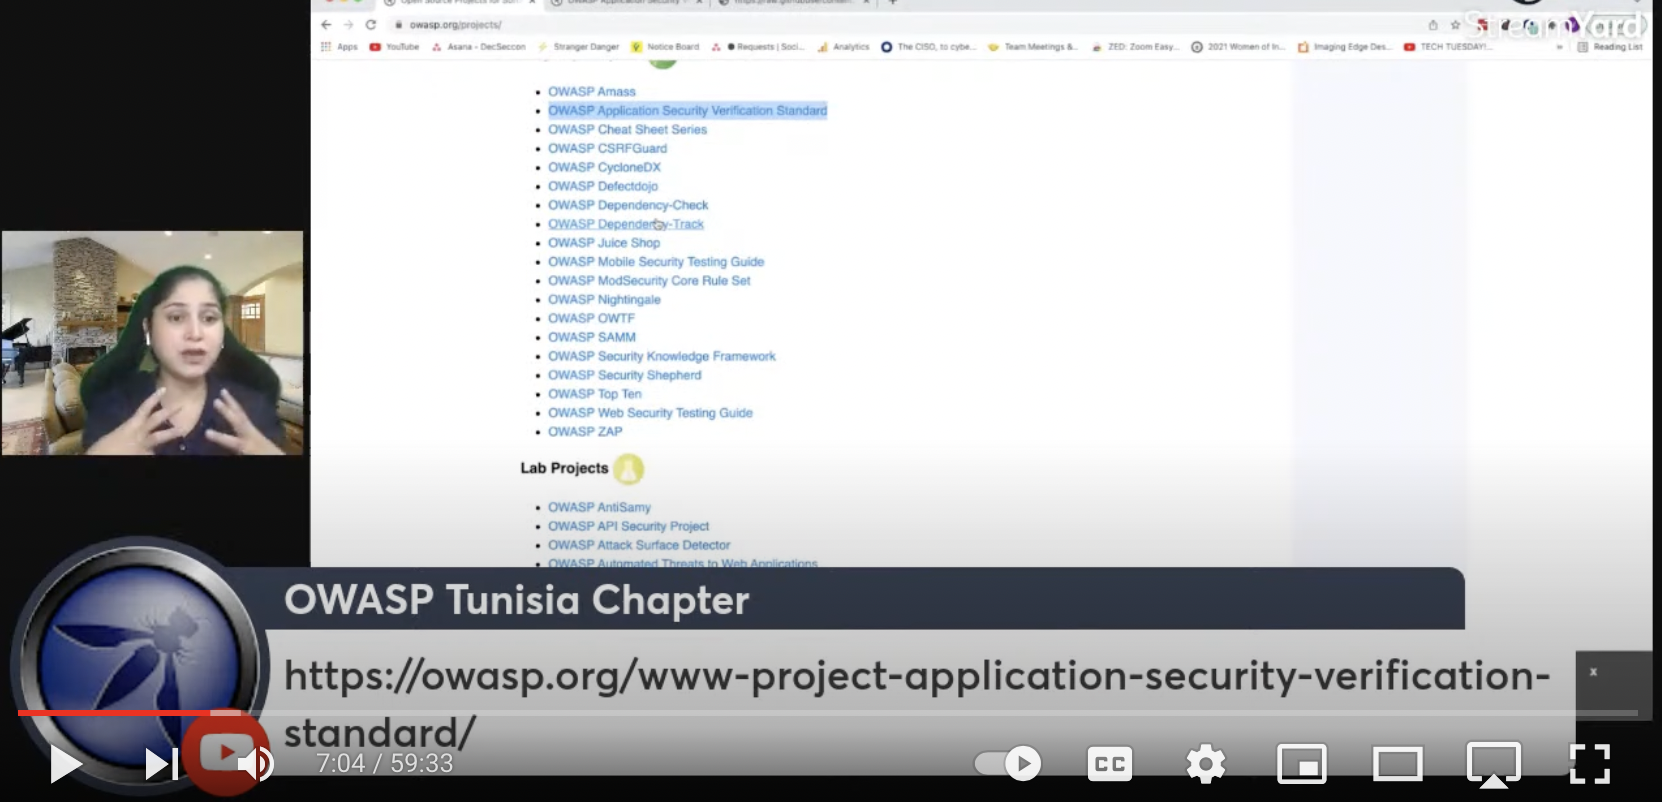 StreamYard
owasp.org/projects/
Apps YouTube Asana - DecSeccon Stranger Danger Notice Board Requests | Soci... Analytics The CISO, to cybe... Team Meetings &... ZED: Zoom Easy... 2021 Women of In... Imaging Edge Des... TECH TUESDAY!... » Reading List
OWASP Amass
OWASP Application Security Verification Standard
OWASP Cheat Sheet Series
OWASP CSRFGuard
OWASP CycloneDX
OWASP Defectdojo
OWASP Dependency-Check
OWASP Dependency-Track
OWASP Juice Shop
OWASP Mobile Security Testing Guide
OWASP ModSecurity Core Rule Set
OWASP Nightingale
OWASP OWTF
OWASP SAMM
OWASP Security Knowledge Framework
OWASP Security Shepherd
OWASP Top Ten
OWASP Web Security Testing Guide
OWASP ZAP
Lab Projects
OWASP AntiSamy
OWASP API Security Project
OWASP Attack Surface Detector
OWASP Automated Threats to Web Applications
OWASP Tunisia Chapter
https://owasp.org/www-project-application-security-verification-
standard/
x
7:04 / 59:33
CC